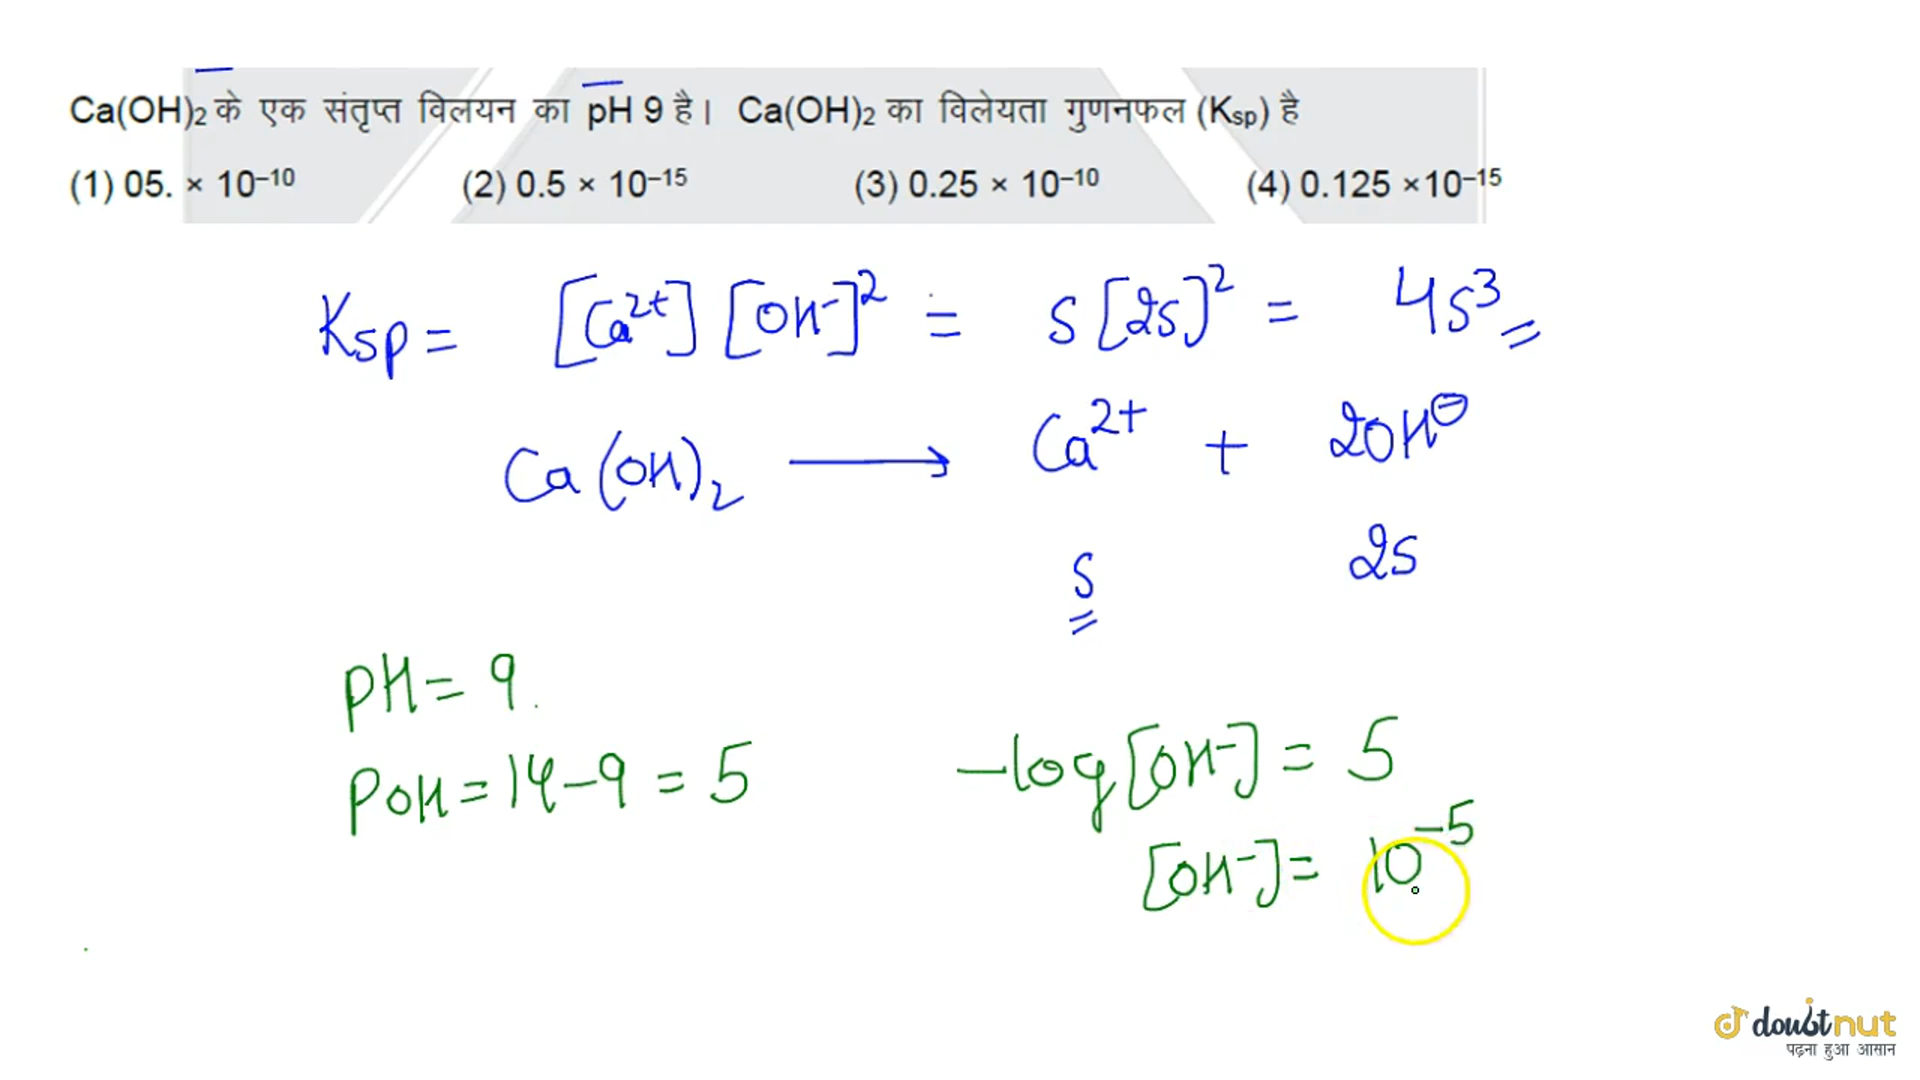 Ca(OH)₂ के एक संतृप्त विलयन का pH 9 है। Ca(OH)₂ का विलेयता गुणनफल (Ksp) है
(1) 05. × 10⁻¹⁰ (2) 0.5 × 10⁻¹⁵ (3) 0.25 × 10⁻¹⁰ (4) 0.125 ×10⁻¹⁵
Ksp = [Ca²⁺] [OH⁻]² = S[2S]² = 4S³
Ca(OH)₂ ⟶ Ca²⁺ + 2OH⊖
S 2S
PH = 9
POH = 14 - 9 = 5
-log[OH⁻] = 5
[OH⁻] = 10⁻⁵
doubtnut
पढ़ना हुआ आसान